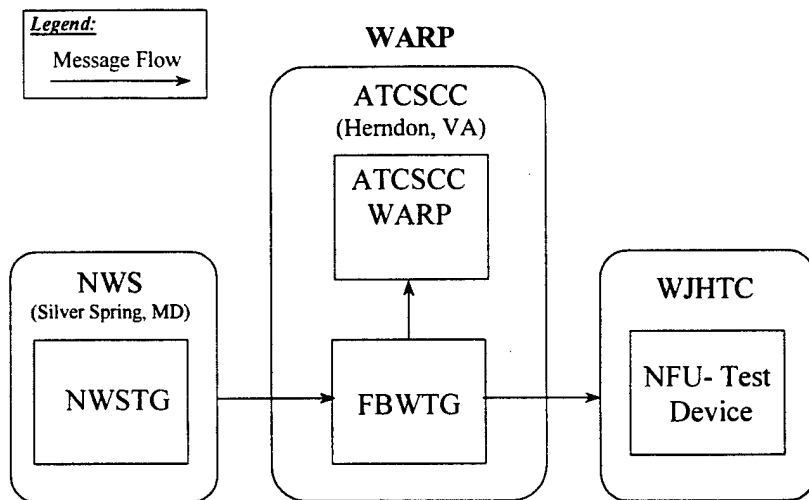 Legend:
Message Flow
WARP
ATCSCC
(Herndon, VA)
ATCSCC
WARP
NWS
(Silver Spring, MD)
NWSTG
FBWTG
WJHTC
NFU- Test
Device